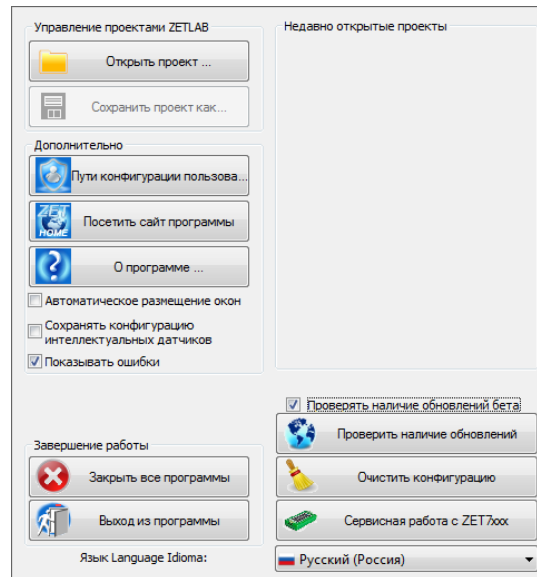 Управление проектами ZETLAB
Открыть проект ...
Сохранить проект как...
Дополнительно
Пути конфигурации пользова...
ZET
HOME
Посетить сайт программы
О программе ...
Автоматическое размещение окон
Сохранять конфигурацию
интеллектуальных датчиков
Показывать ошибки
Завершение работы
Закрыть все программы
Выход из программы
Язык Language Idioma:
Недавно открытые проекты
Проверять наличие обновлений бета
Проверить наличие обновлений
Очистить конфигурацию
Сервисная работа с ZET7xxx
Русский (Россия)